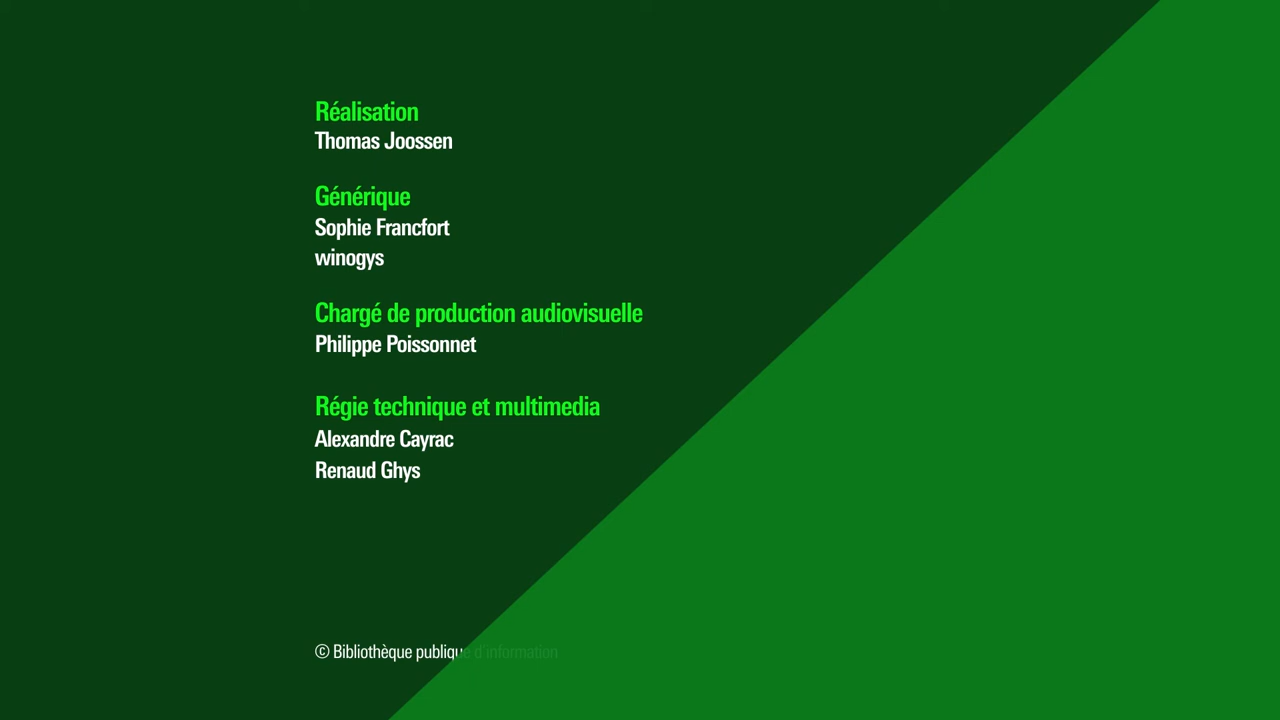 Réalisation
Thomas Joossen
Générique
Sophie Francfort
winogys
Chargé de production audiovisuelle
Philippe Poissonnet
Régie technique et multimedia
Alexandre Cayrac
Renaud Ghys
© Bibliothèque publique d'information